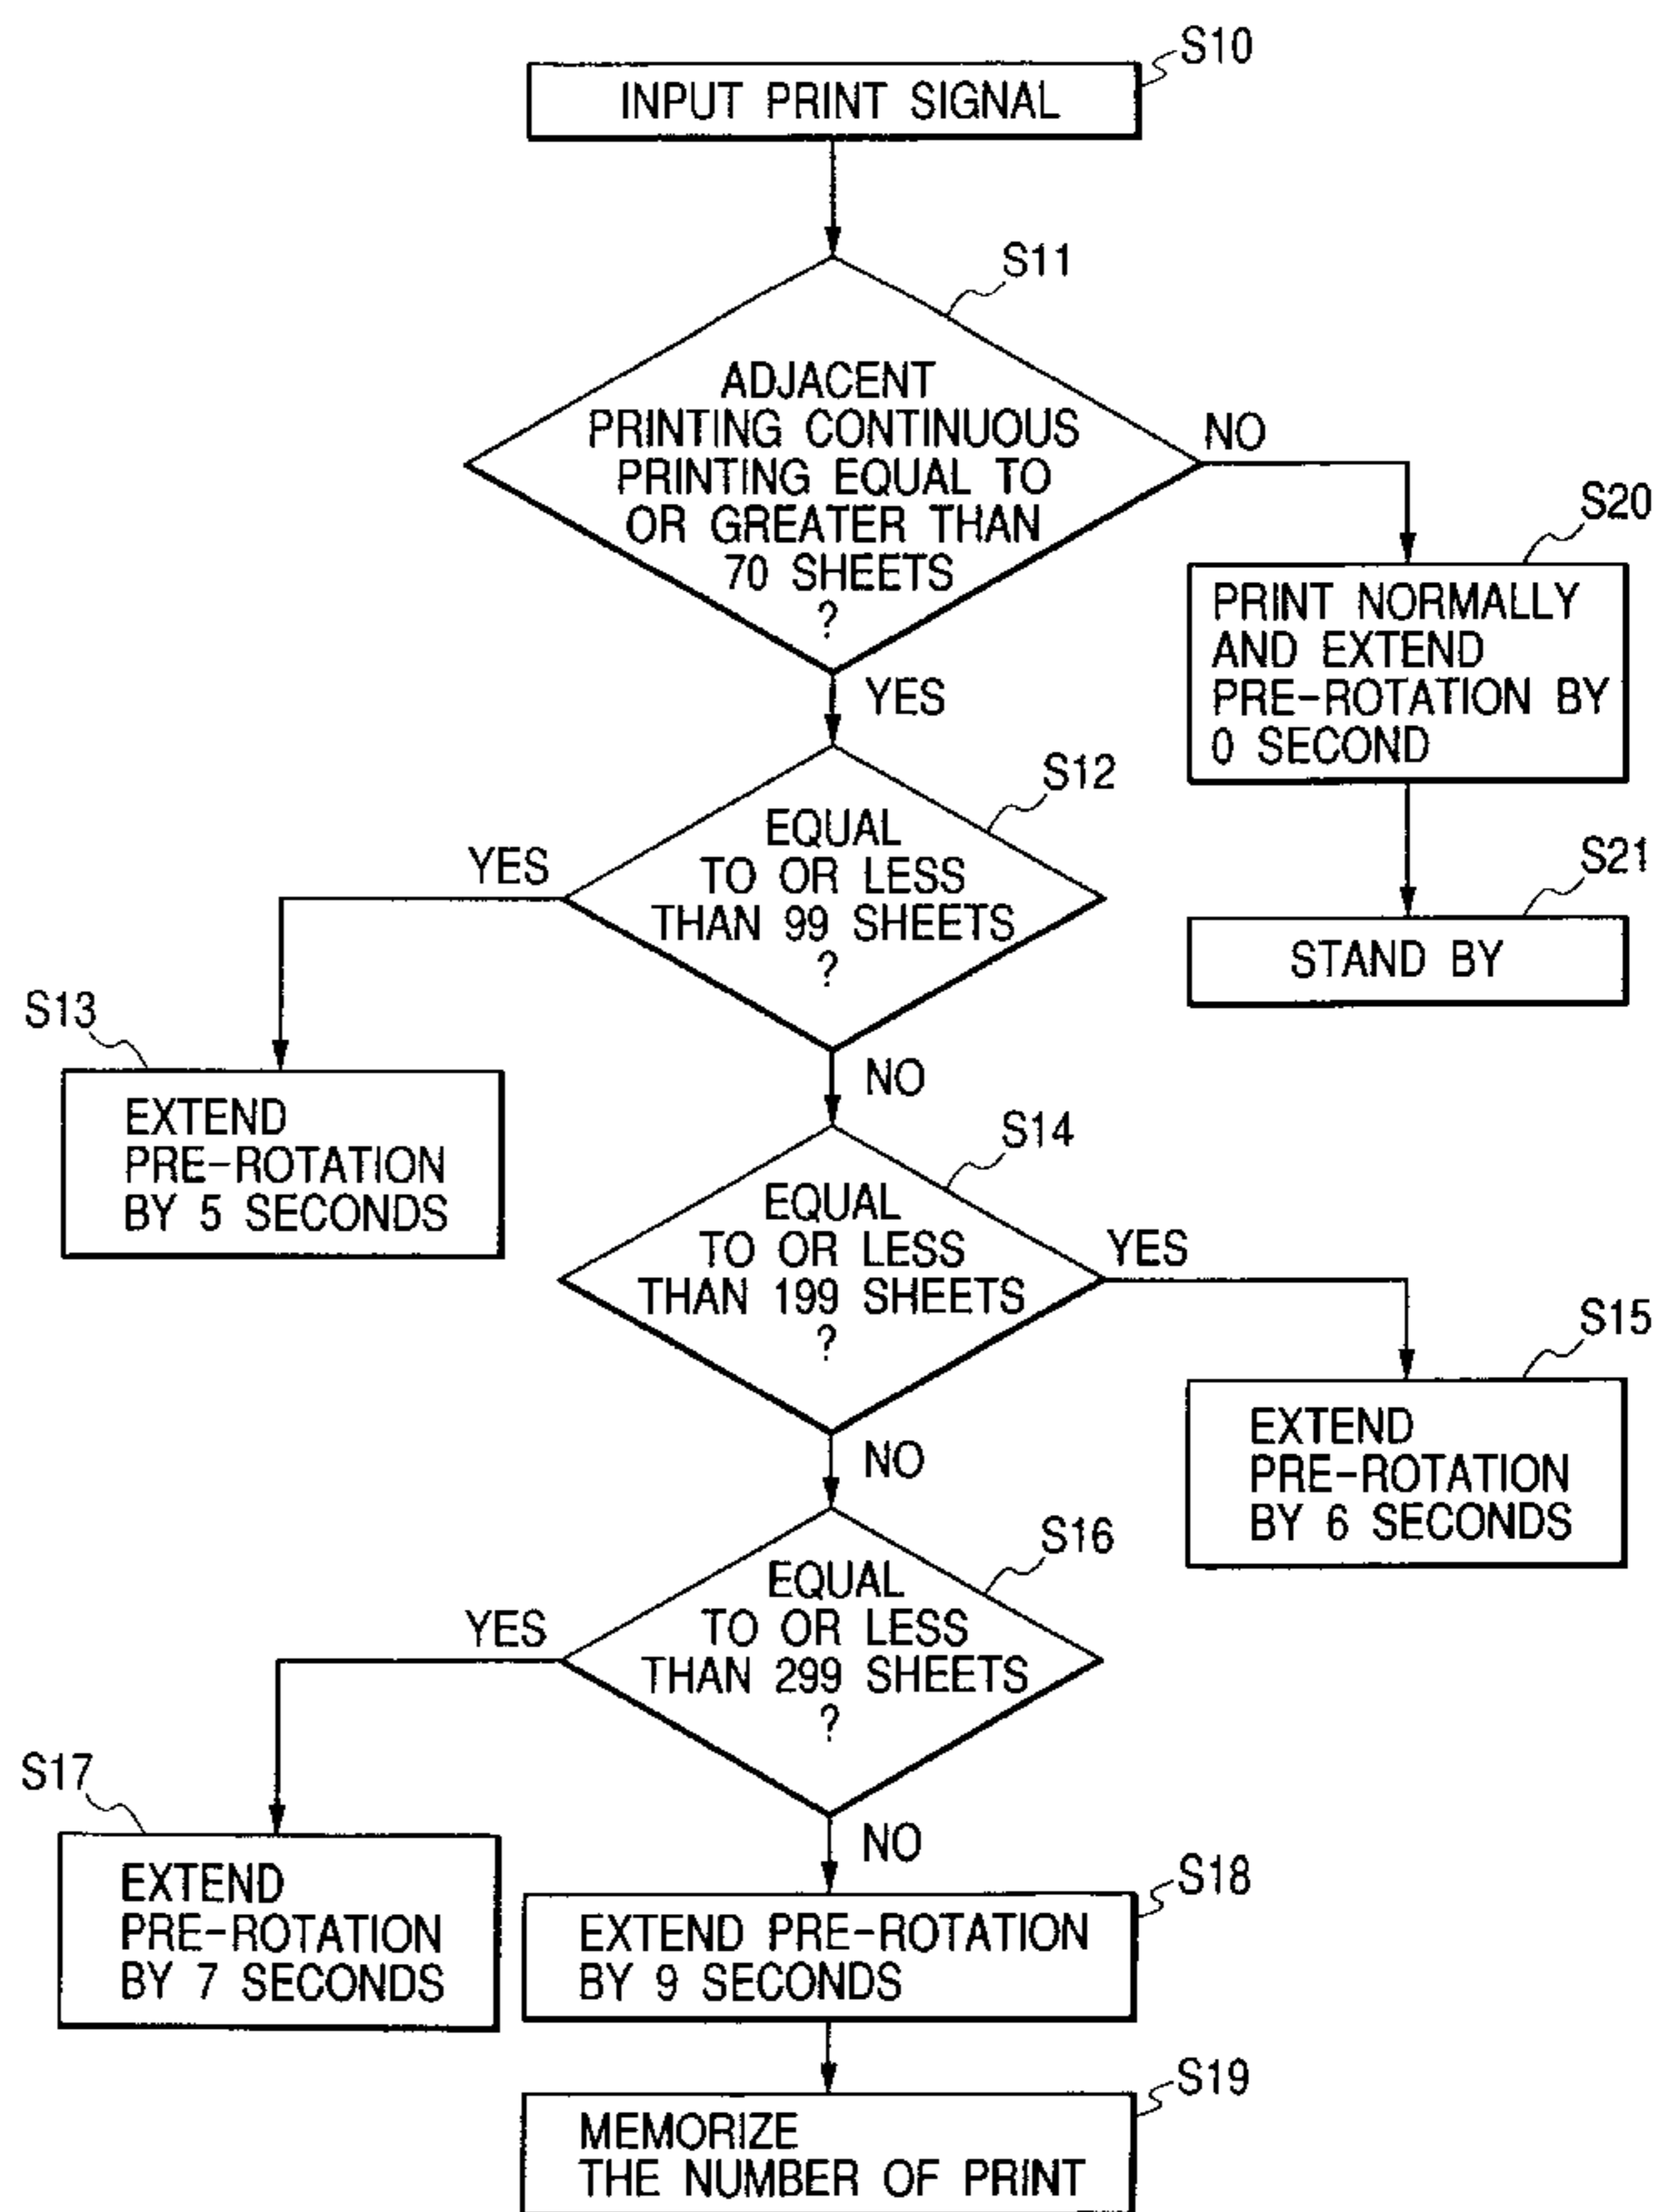 S10
INPUT PRINT SIGNAL
S11
ADJACENT
PRINTING CONTINUOUS
PRINTING EQUAL TO
OR GREATER THAN
70 SHEETS
?
NO
YES
S20
PRINT NORMALLY
AND EXTEND
PRE-ROTATION BY
0 SECOND
S21
STAND BY
S12
EQUAL
TO OR LESS
THAN 99 SHEETS
?
YES
NO
S13
EXTEND
PRE-ROTATION
BY 5 SECONDS
S14
EQUAL
TO OR LESS
THAN 199 SHEETS
?
YES
NO
S15
EXTEND
PRE-ROTATION
BY 6 SECONDS
S16
EQUAL
TO OR LESS
THAN 299 SHEETS
?
YES
NO
S17
EXTEND
PRE-ROTATION
BY 7 SECONDS
S18
EXTEND PRE-ROTATION
BY 9 SECONDS
S19
MEMORIZE
THE NUMBER OF PRINT